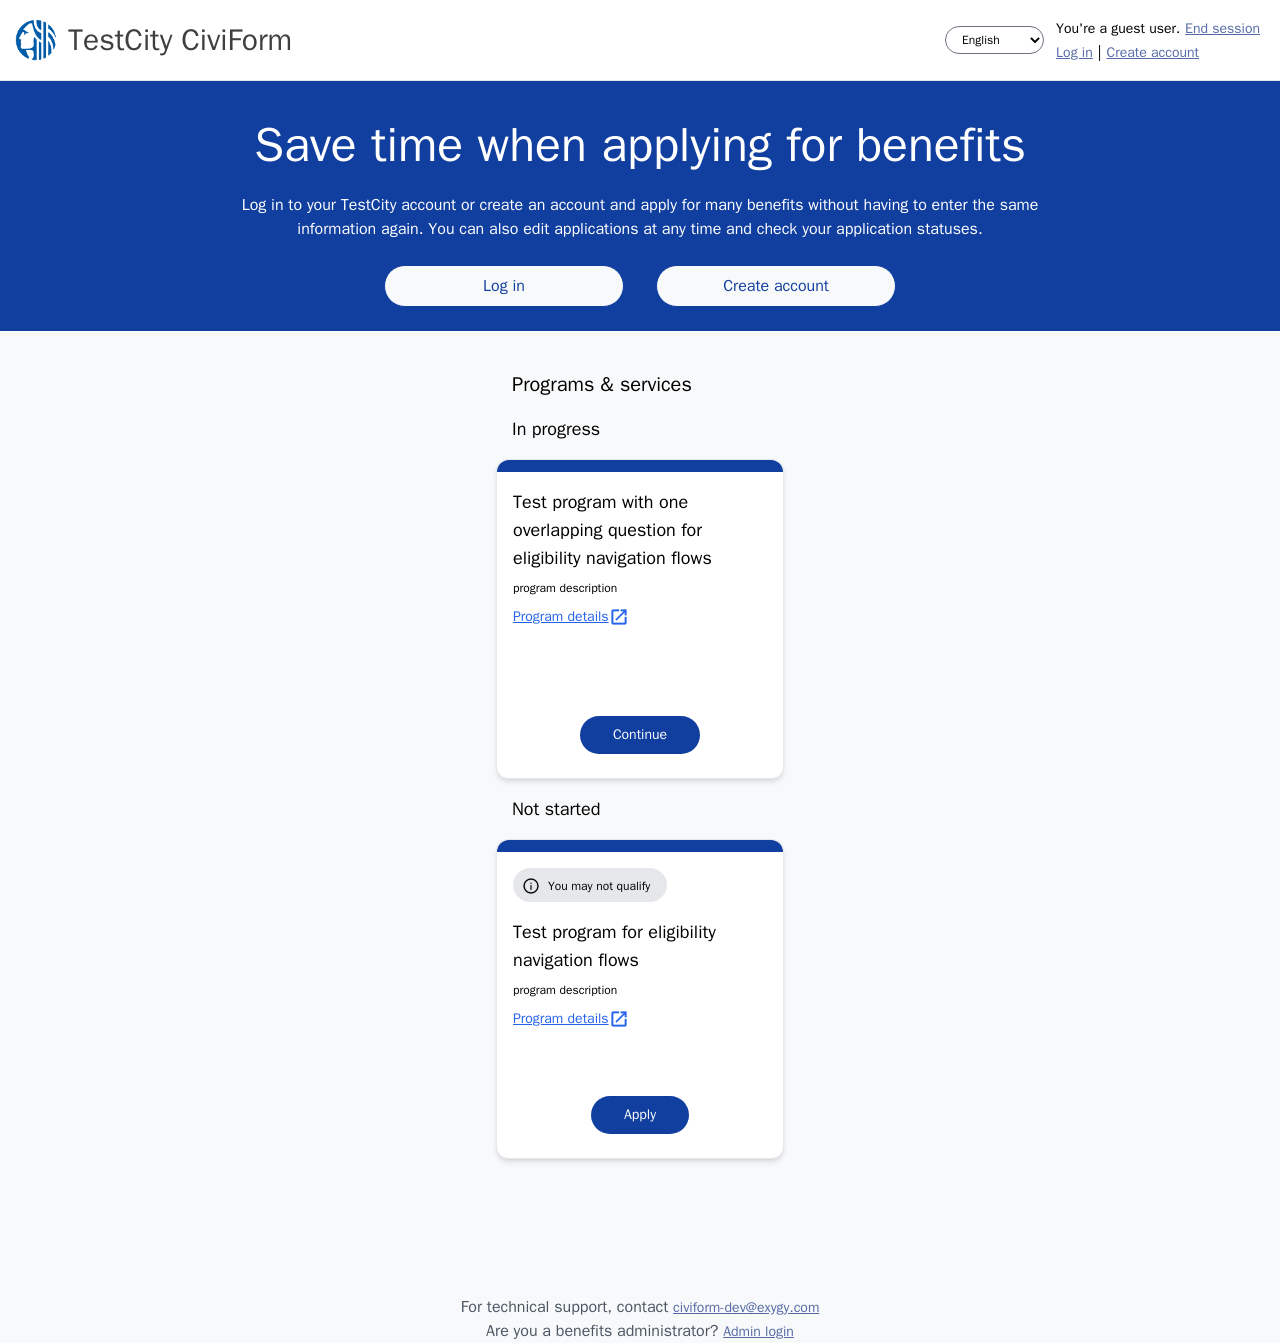 TestCity CiviForm
English
You're a guest user. End session
Log in | Create account
Save time when applying for benefits
Log in to your TestCity account or create an account and apply for many benefits without having to enter the same
information again. You can also edit applications at any time and check your application statuses.
Log in
Create account
Programs & services
In progress
Test program with one
overlapping question for
eligibility navigation flows
program description
Program details
Continue
Not started
You may not qualify
Test program for eligibility
navigation flows
program description
Program details
Apply
For technical support, contact civiform-dev@exygy.com
Are you a benefits administrator? Admin login